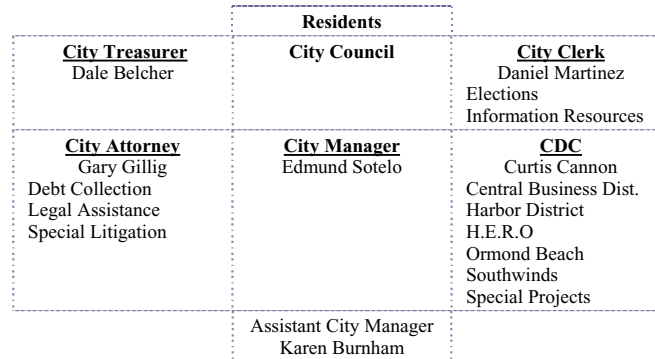 Residents
City Treasurer
Dale Belcher
City Council
City Clerk
Daniel Martinez
Elections
Information Resources
City Attorney
Gary Gillig
Debt Collection
Legal Assistance
Special Litigation
City Manager
Edmund Sotelo
CDC
Curtis Cannon
Central Business Dist.
Harbor District
H.E.R.O
Ormond Beach
Southwinds
Special Projects
Assistant City Manager
Karen Burnham